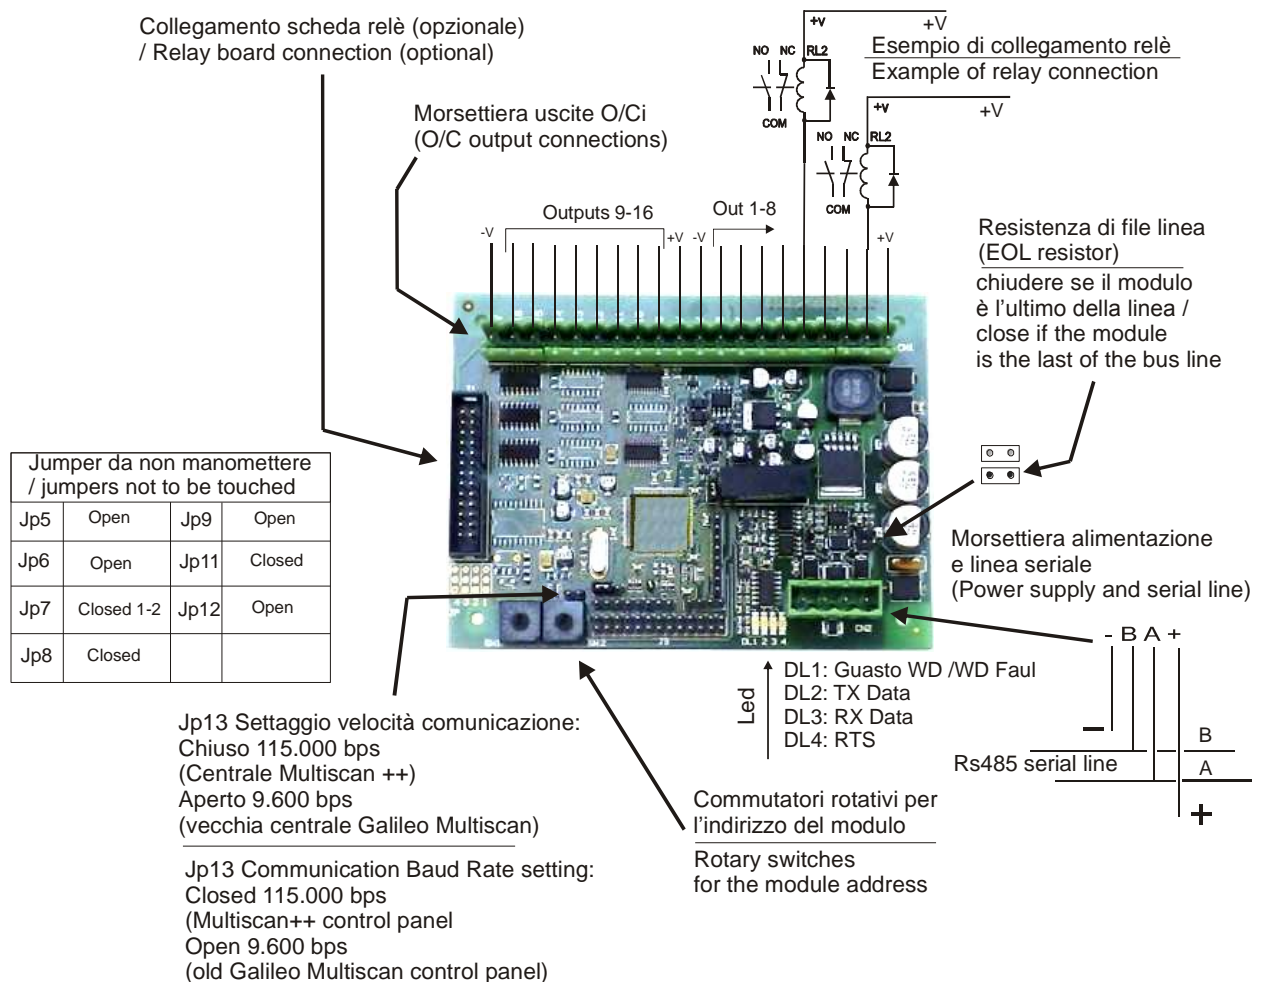 Collegamento scheda relè (opzionale)
/ Relay board connection (optional)
Morsettiera uscite O/Ci
(O/C output connections)
+V
+V
NO NC RL2
COM
Esempio di collegamento relè
Example of relay connection
+V
+V
NO NC RL2
COM
Outputs 9-16
Out 1-8
-V
+V
-V
+V
Resistenza di file linea
(EOL resistor)
chiudere se il modulo
è l'ultimo della linea /
close if the module
is the last of the bus line
CN1
Jumper da non manomettere
/ jumpers not to be touched
Jp5 Open Jp9 Open
Jp6 Open Jp11 Closed
Jp7 Closed 1-2 Jp12 Open
Jp8 Closed
Morsettiera alimentazione
e linea seriale
(Power supply and serial line)
CN2
DL1 2 3 4
J3
SW2
- B A +
B
Rs485 serial line
A
+
Led
DL1: Guasto WD /WD Faul
DL2: TX Data
DL3: RX Data
DL4: RTS
Jp13 Settaggio velocità comunicazione:
Chiuso 115.000 bps
(Centrale Multiscan ++)
Aperto 9.600 bps
(vecchia centrale Galileo Multiscan)
Jp13 Communication Baud Rate setting:
Closed 115.000 bps
(Multiscan++ control panel
Open 9.600 bps
(old Galileo Multiscan control panel)
Commutatori rotativi per
l'indirizzo del modulo
Rotary switches
for the module address